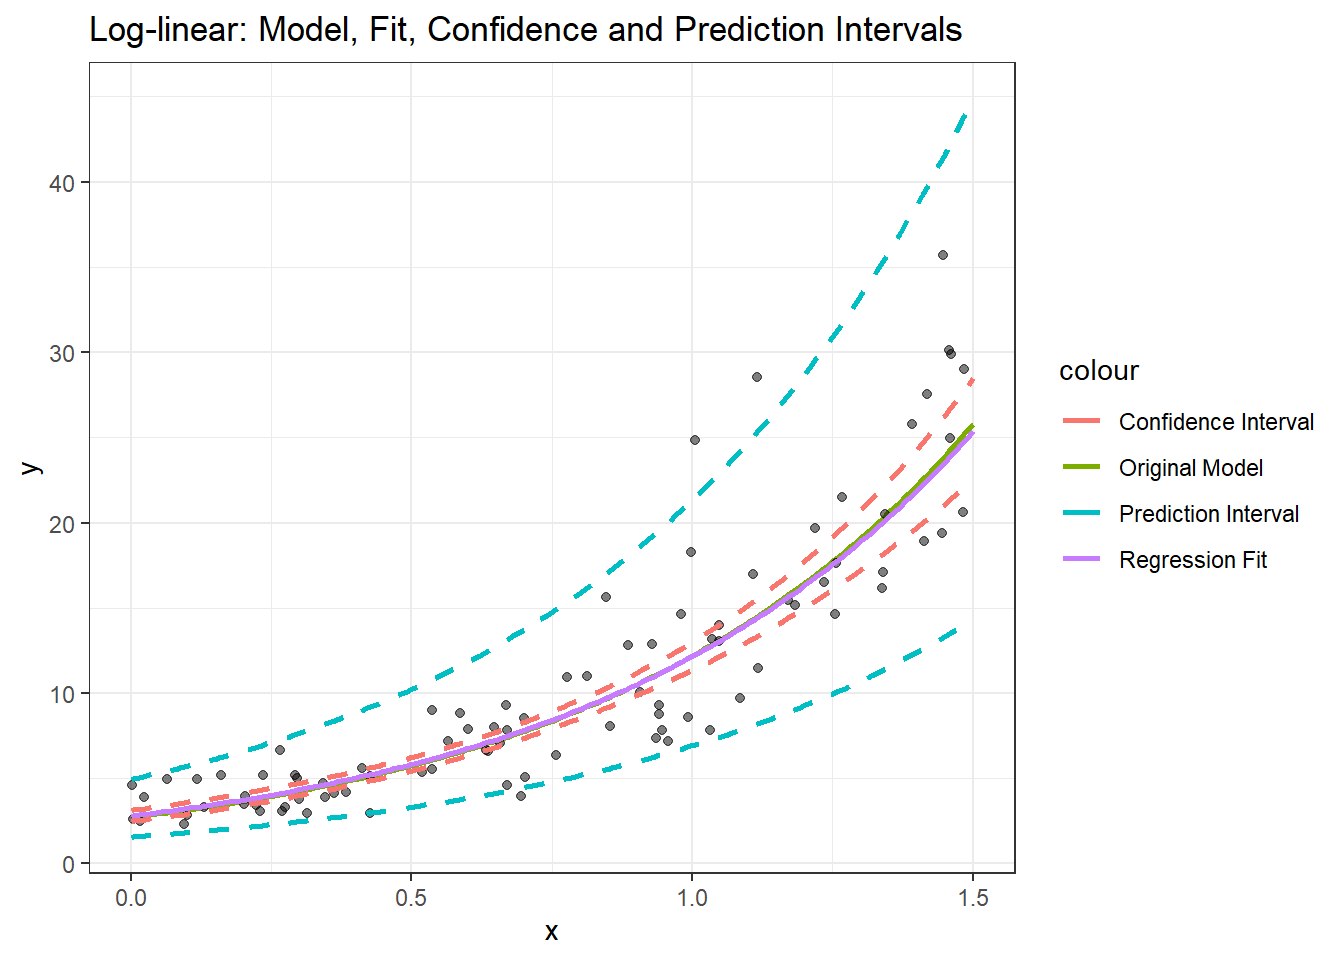 Log-linear: Model, Fit, Confidence and Prediction Intervals
40
30
20
10
0
y
0.0 0.5 1.0 1.5
x
colour
Confidence Interval
Original Model
Prediction Interval
Regression Fit